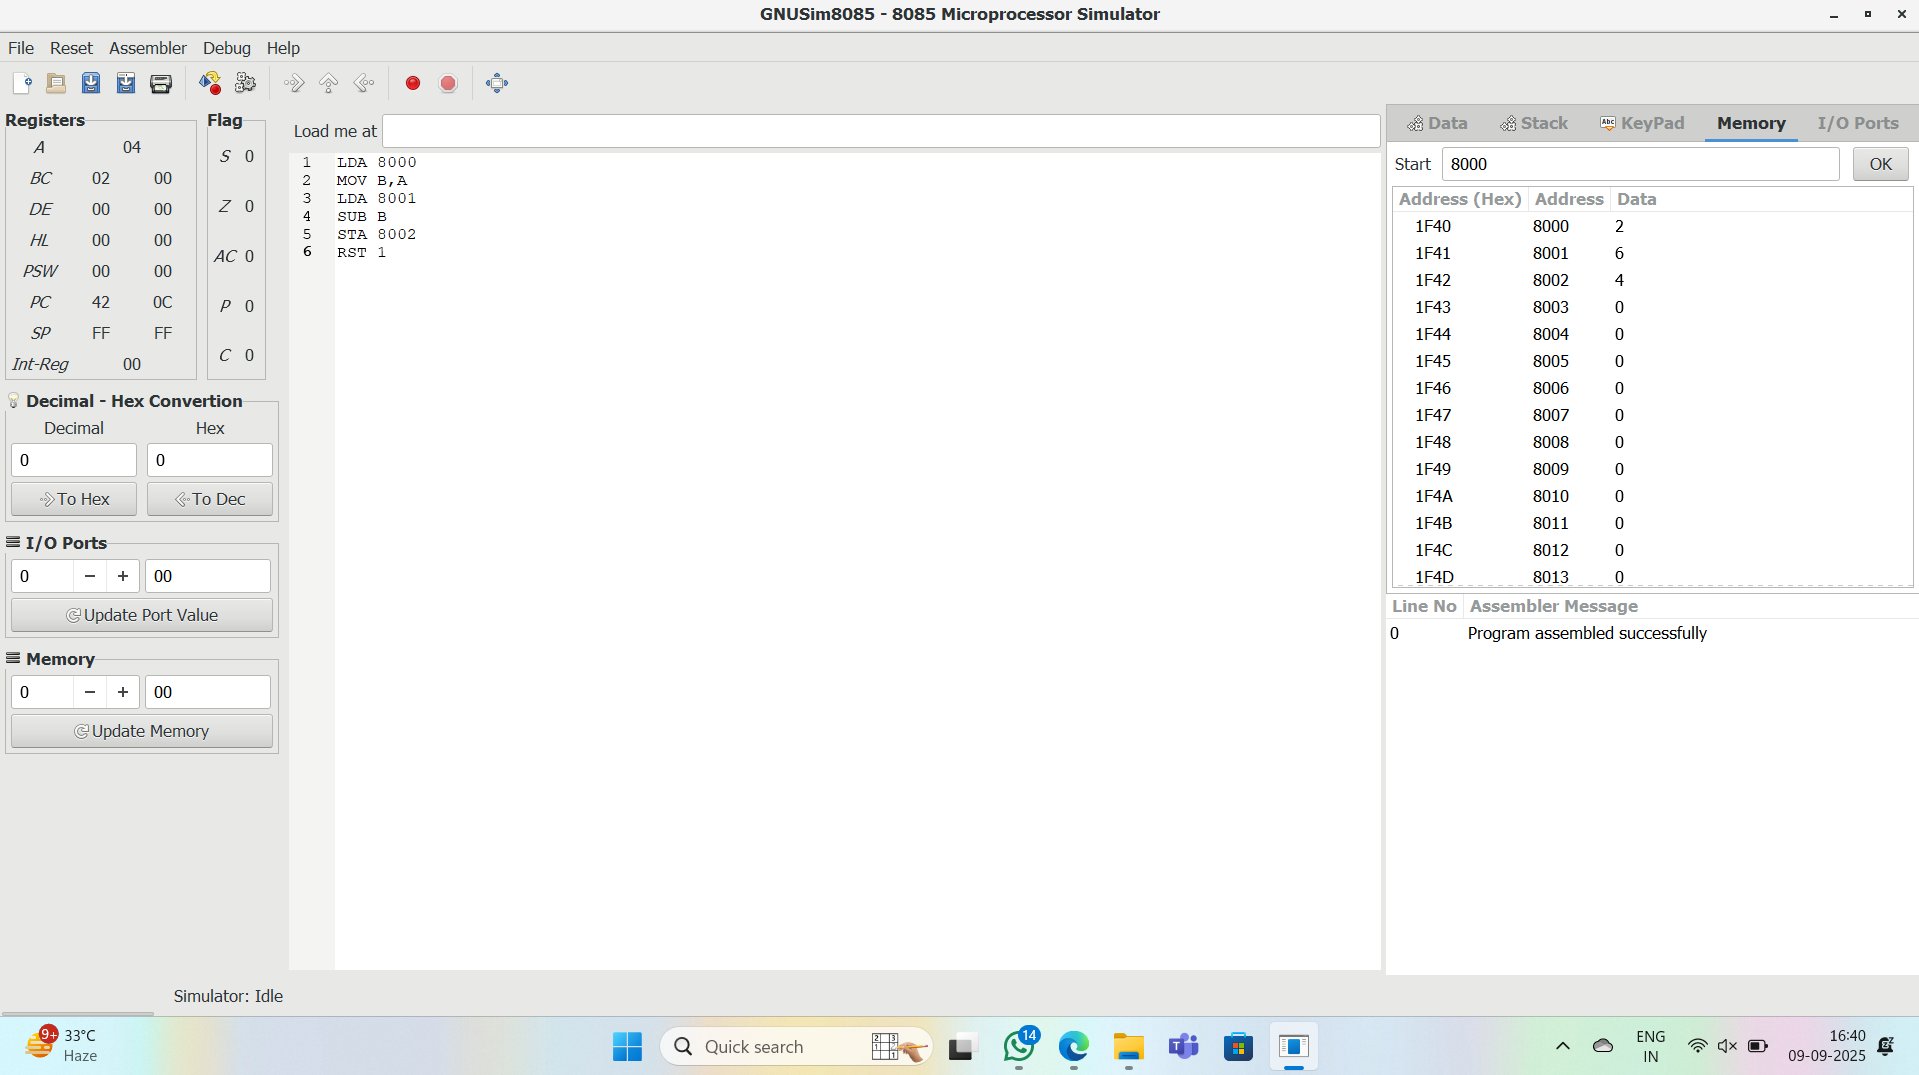 GNUSim8085 - 8085 Microprocessor Simulator
File Reset Assembler Debug Help
Registers
A 04
BC 02 00
DE 00 00
HL 00 00
PSW 00 00
PC 42 0C
SP FF FF
Int-Reg 00
Flag
S 0
Z 0
AC 0
P 0
C 0
Decimal - Hex Convertion
Decimal Hex
0 0
To Hex To Dec
I/O Ports
0 − + 00
Update Port Value
Memory
0 − + 00
Update Memory
Load me at
1 LDA 8000
2 MOV B,A
3 LDA 8001
4 SUB B
5 STA 8002
6 RST 1
Data Stack Abc KeyPad Memory I/O Ports
Start 8000 OK
Address (Hex) Address Data
1F40 8000 2
1F41 8001 6
1F42 8002 4
1F43 8003 0
1F44 8004 0
1F45 8005 0
1F46 8006 0
1F47 8007 0
1F48 8008 0
1F49 8009 0
1F4A 8010 0
1F4B 8011 0
1F4C 8012 0
1F4D 8013 0
Line No Assembler Message
0 Program assembled successfully
Simulator: Idle
9+ 33°C
Haze
Quick search
14
ENG
IN
16:40
09-09-2025